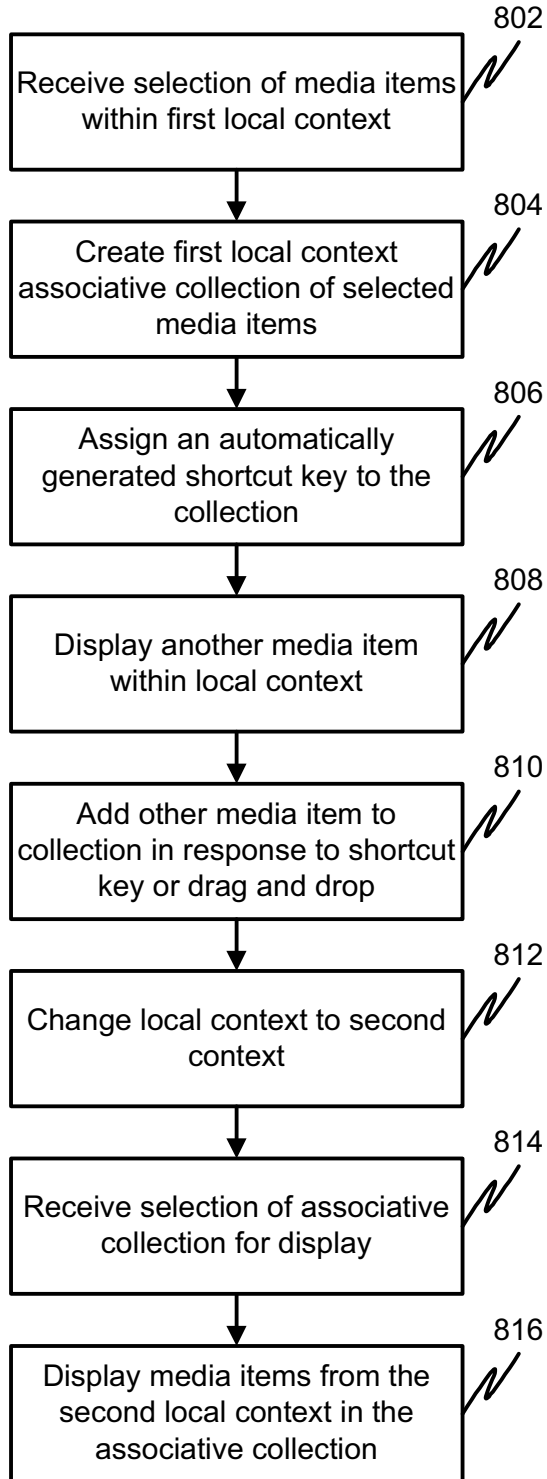 802
Receive selection of media items
within first local context
804
Create first local context
associative collection of selected
media items
806
Assign an automatically
generated shortcut key to the
collection
808
Display another media item
within local context
810
Add other media item to
collection in response to shortcut
key or drag and drop
812
Change local context to second
context
814
Receive selection of associative
collection for display
816
Display media items from the
second local context in the
associative collection